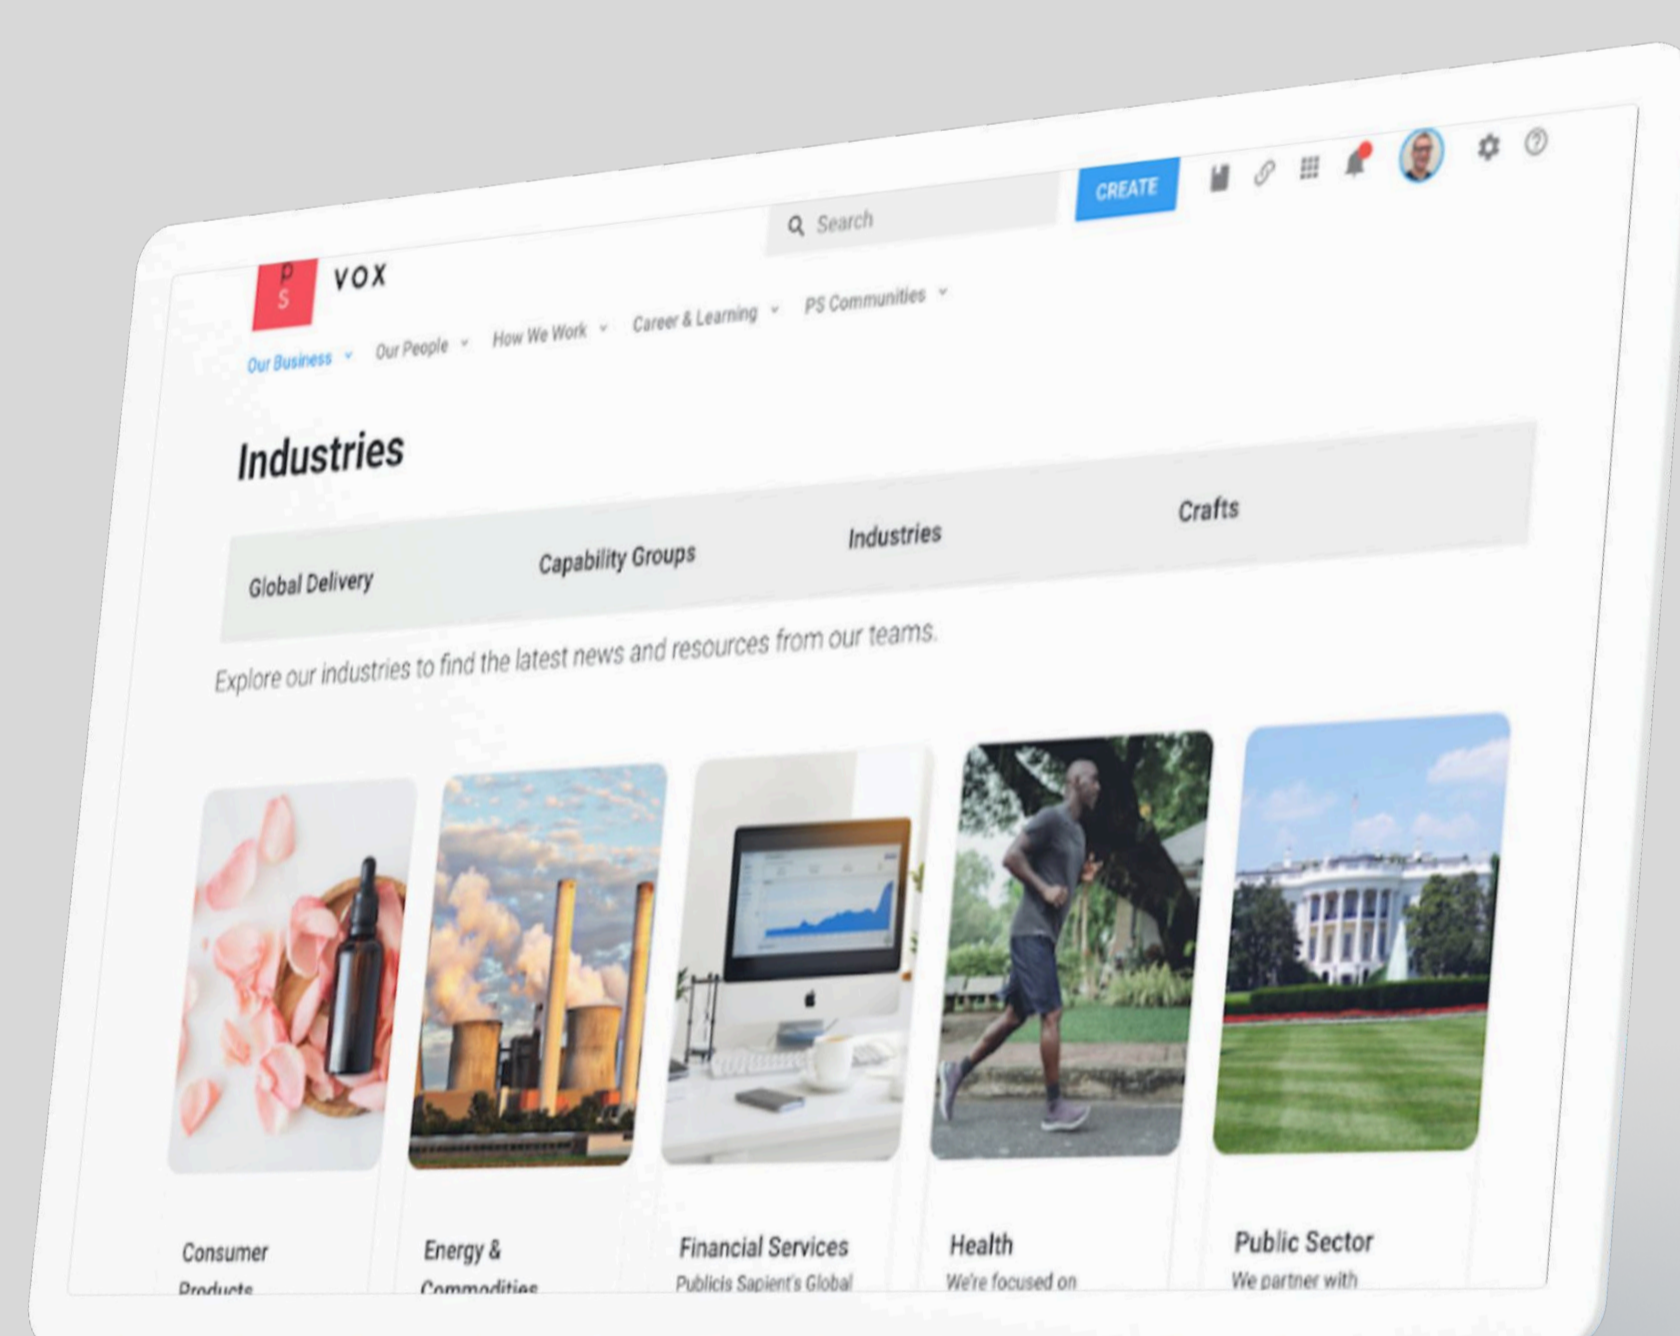 P
S
VOX
Search
CREATE
Our Business
Our People
How We Work
Career & Learning
PS Communities
Industries
Global Delivery
Capability Groups
Industries
Crafts
Explore our industries to find the latest news and resources from our teams.
Consumer
Products
Energy &
Commodities
Financial Services
Publicis Sapient's Global
Health
We're focused on
Public Sector
We partner with